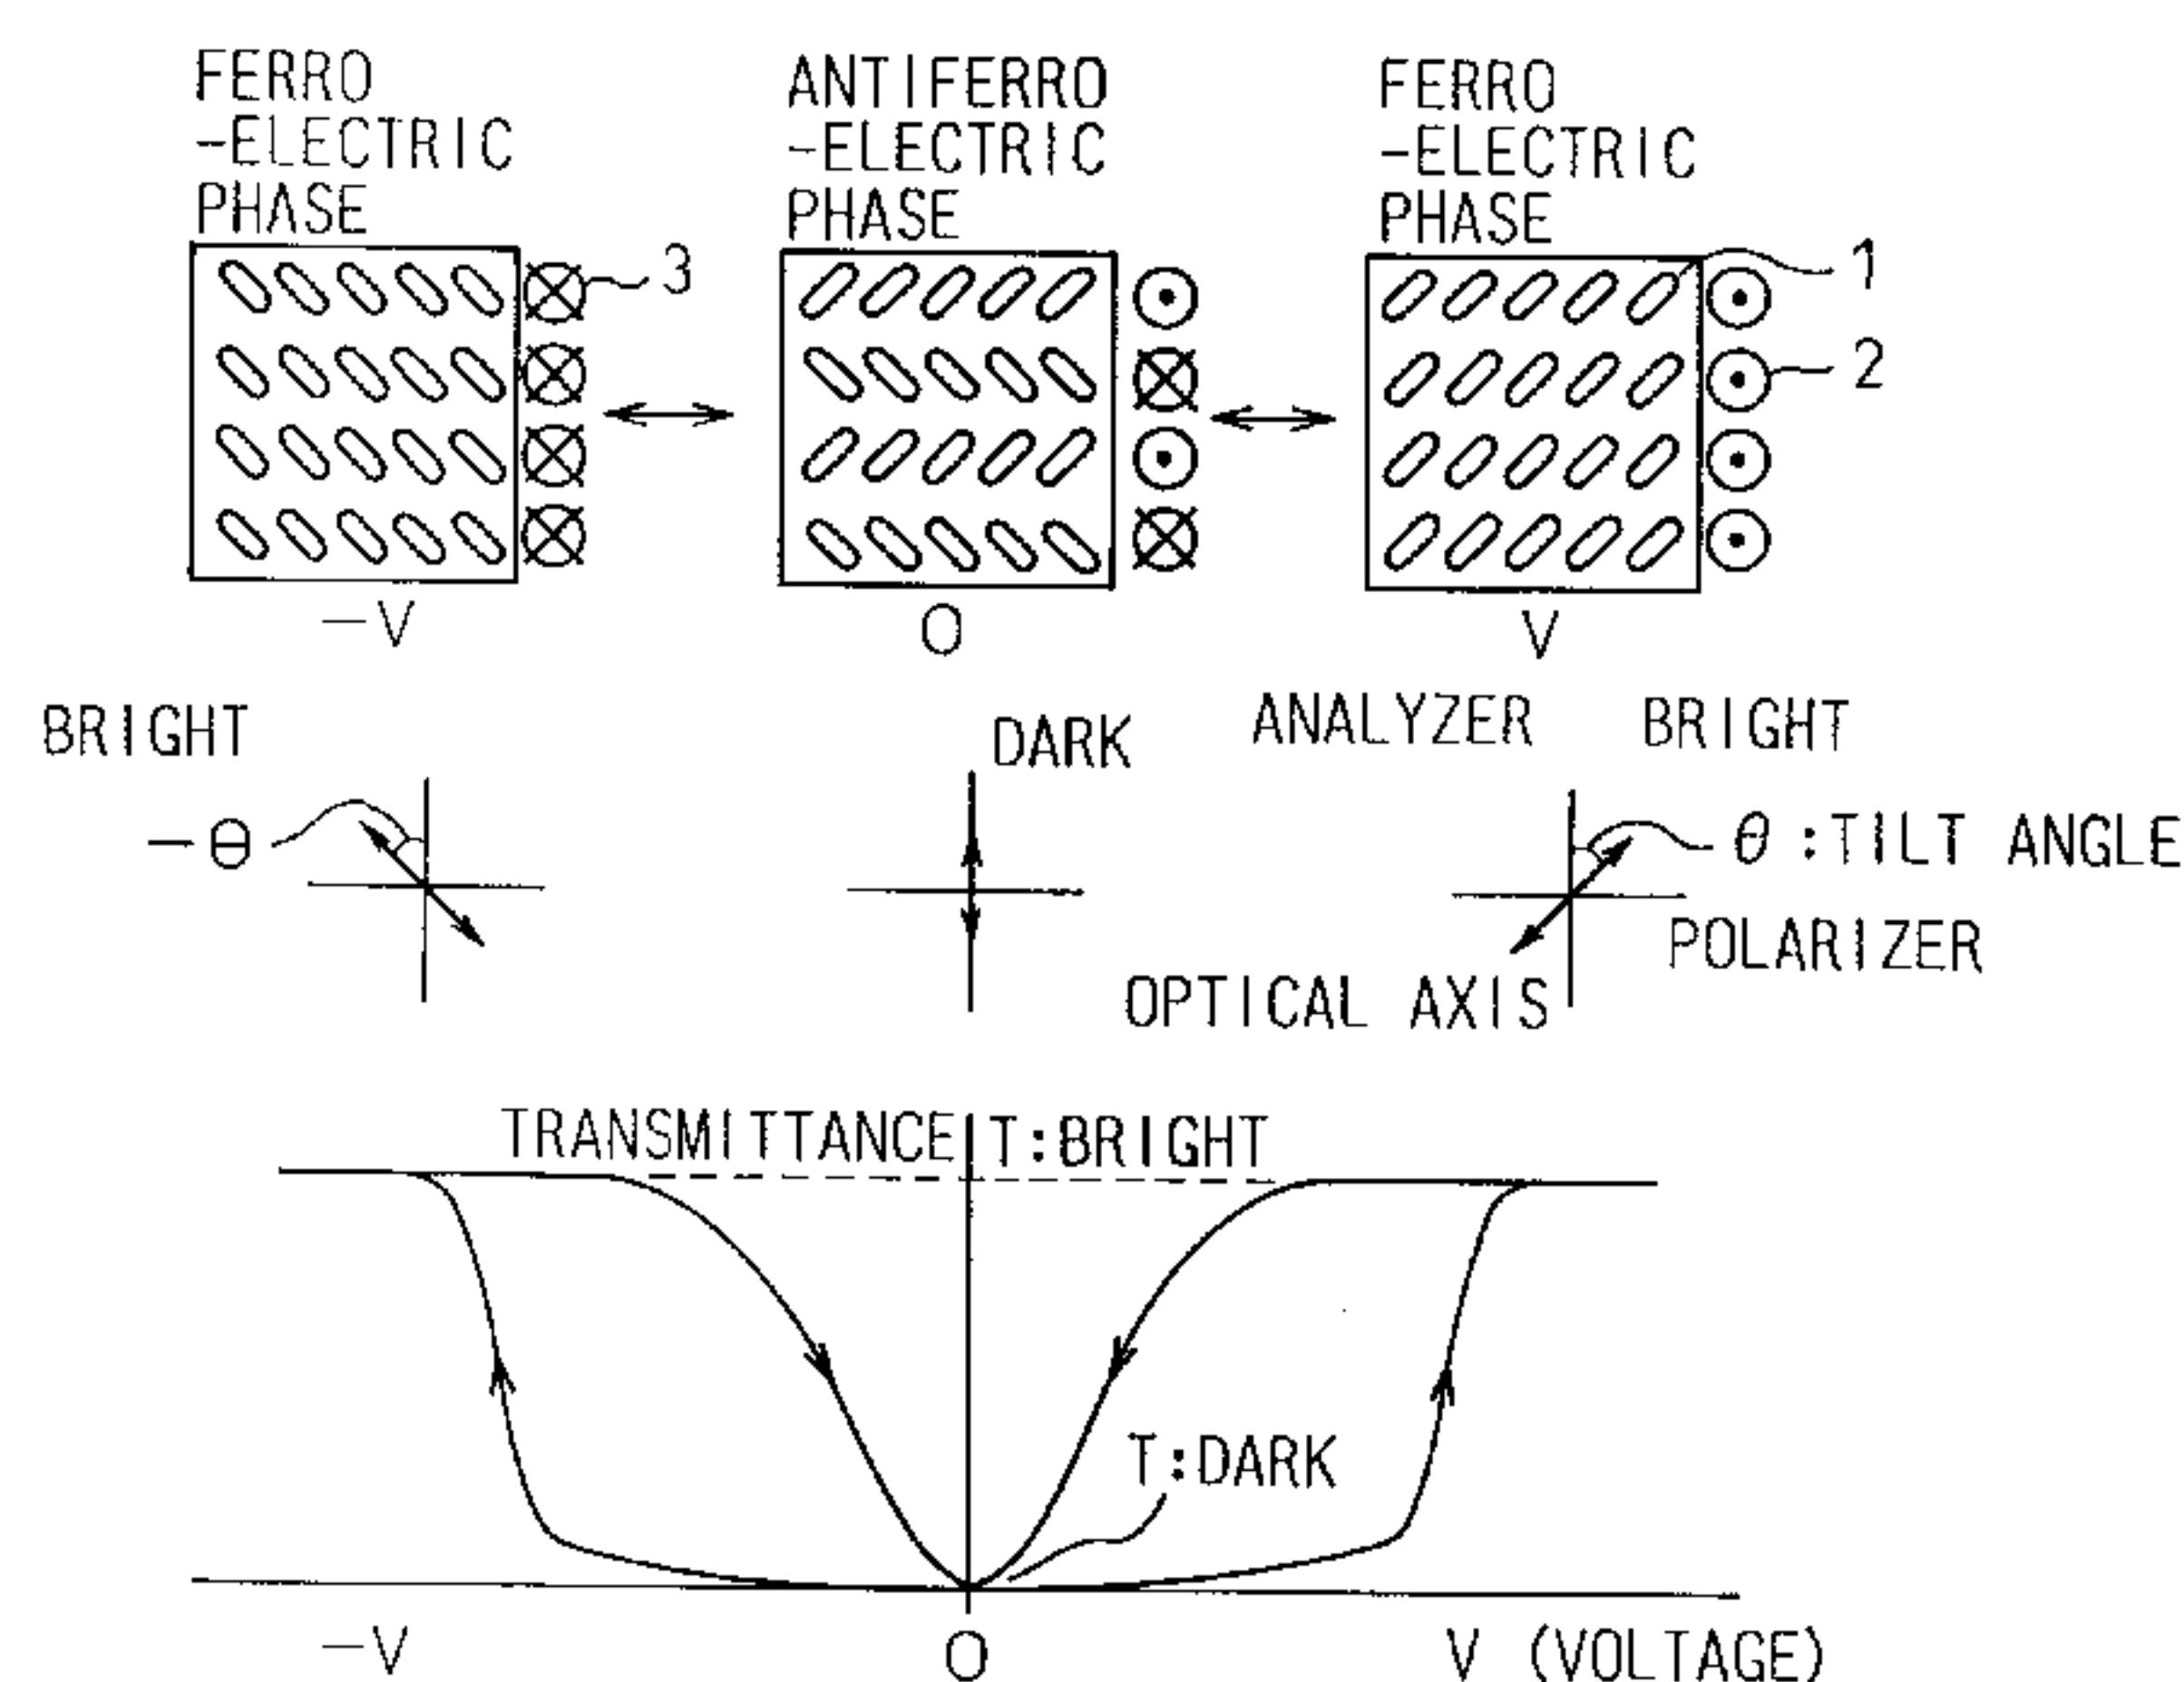 FERRO
-ELECTRIC
PHASE
ANTIFERRO
-ELECTRIC
PHASE
FERRO
-ELECTRIC
PHASE
3
1
2
-V
0
V
BRIGHT
DARK
ANALYZER
BRIGHT
-θ
θ :TILT ANGLE
POLARIZER
OPTICAL AXIS
TRANSMITTANCE
T:BRIGHT
T:DARK
-V
0
V (VOLTAGE)